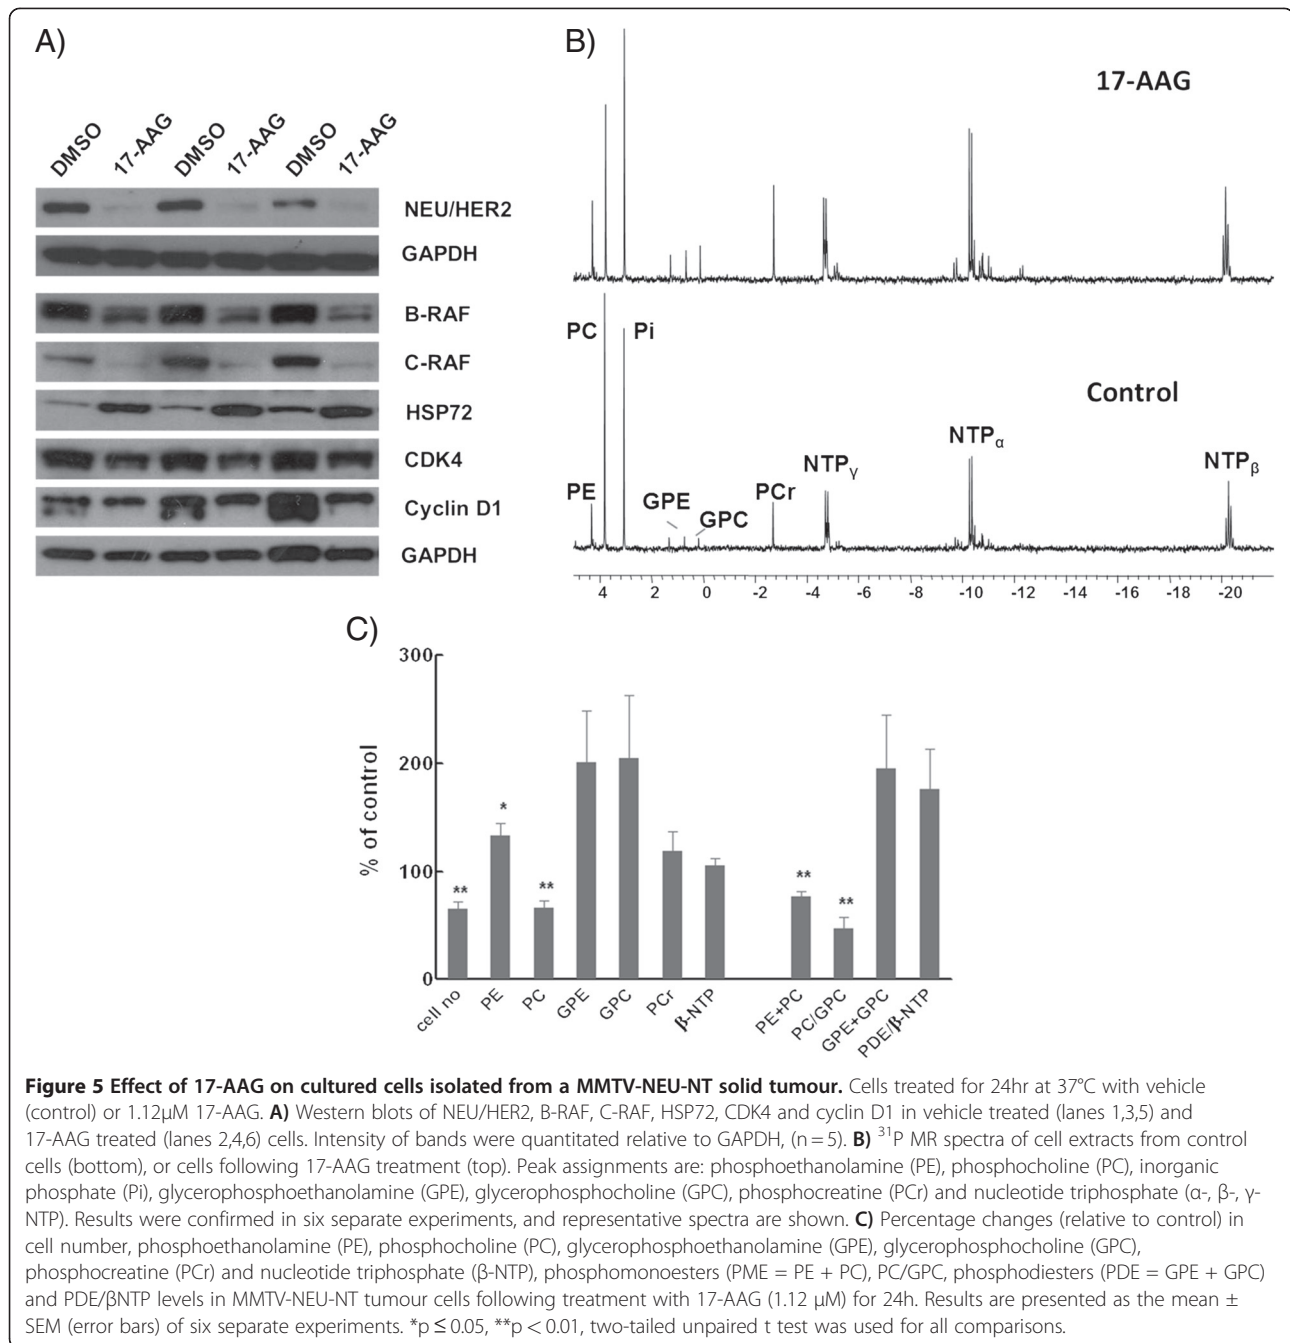 A)
DMSO 17-AAG DMSO 17-AAG DMSO 17-AAG
NEU/HER2
GAPDH
B-RAF
C-RAF
HSP72
CDK4
Cyclin D1
GAPDH
B)
17-AAG
PC Pi
Control
PE GPE GPC PCr NTPγ NTPα NTPβ
4 2 0 -2 -4 -6 -8 -10 -12 -14 -16 -18 -20
C)
% of control
300
200
100
0
** * ** ** **
cell no PE PC GPE GPC PCr β-NTP PE+PC PC/GPC GPE+GPC PDE/β-NTP
Figure 5 Effect of 17-AAG on cultured cells isolated from a MMTV-NEU-NT solid tumour. Cells treated for 24hr at 37°C with vehicle
(control) or 1.12μM 17-AAG. A) Western blots of NEU/HER2, B-RAF, C-RAF, HSP72, CDK4 and cyclin D1 in vehicle treated (lanes 1,3,5) and
17-AAG treated (lanes 2,4,6) cells. Intensity of bands were quantitated relative to GAPDH, (n = 5). B) ³¹P MR spectra of cell extracts from control
cells (bottom), or cells following 17-AAG treatment (top). Peak assignments are: phosphoethanolamine (PE), phosphocholine (PC), inorganic
phosphate (Pi), glycerophosphoethanolamine (GPE), glycerophosphocholine (GPC), phosphocreatine (PCr) and nucleotide triphosphate (α-, β-, γ-
NTP). Results were confirmed in six separate experiments, and representative spectra are shown. C) Percentage changes (relative to control) in
cell number, phosphoethanolamine (PE), phosphocholine (PC), glycerophosphoethanolamine (GPE), glycerophosphocholine (GPC),
phosphocreatine (PCr) and nucleotide triphosphate (β-NTP), phosphomonoesters (PME = PE + PC), PC/GPC, phosphodiesters (PDE = GPE + GPC)
and PDE/βNTP levels in MMTV-NEU-NT tumour cells following treatment with 17-AAG (1.12 μM) for 24h. Results are presented as the mean ±
SEM (error bars) of six separate experiments. *p ≤ 0.05, **p < 0.01, two-tailed unpaired t test was used for all comparisons.